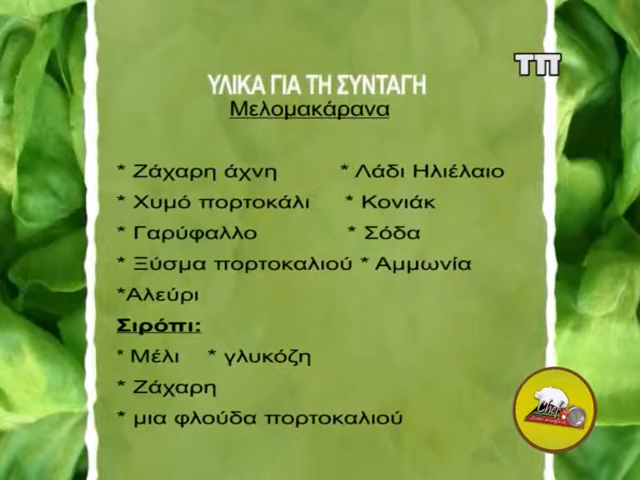 ΥΛΙΚΑ ΓΙΑ ΤΗ ΣΥΝΤΑΓΗ
Μελομακάρανα
ΤΠ
* Ζάχαρη άχνη * Λάδι Ηλιέλαιο
* Χυμό πορτοκάλι * Κονιάκ
* Γαρύφαλλο * Σόδα
* Ξύσμα πορτοκαλιού * Αμμωνία
*Αλεύρι
Σιρόπι:
* Μέλι * γλυκόζη
* Ζάχαρη
* μια φλούδα πορτοκαλιού
Chef